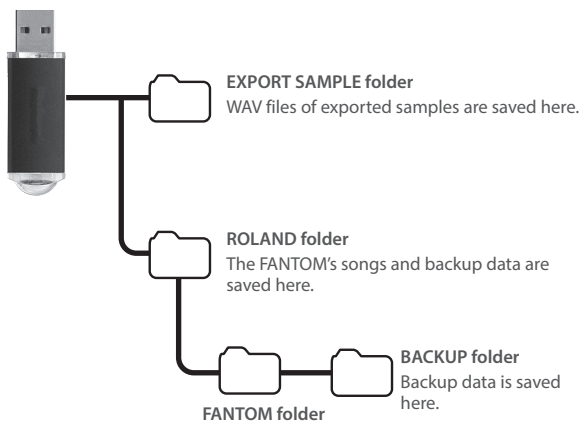 EXPORT SAMPLE folder
WAV files of exported samples are saved here.
ROLAND folder
The FANTOM’s songs and backup data are
saved here.
BACKUP folder
Backup data is saved
here.
FANTOM folder